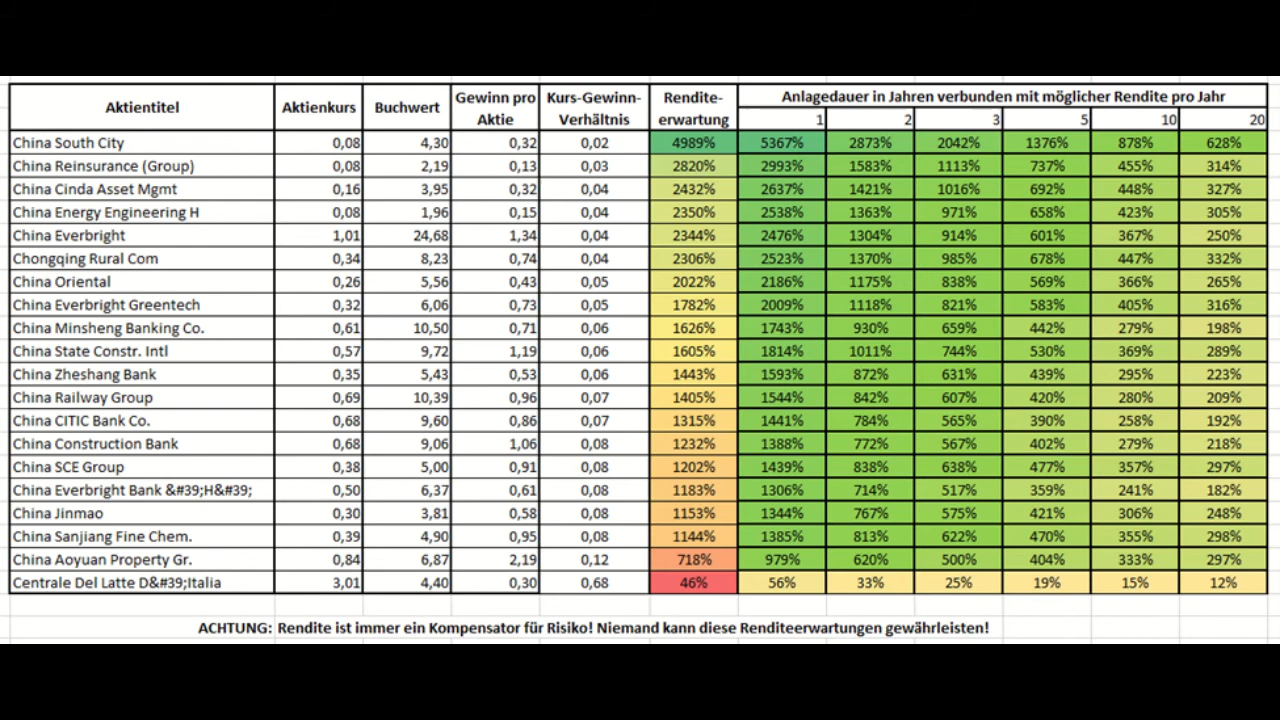 Aktientitel Aktienkurs Buchwert Gewinn pro Aktie Kurs-Gewinn-Verhältnis Rendite-erwartung Anlagedauer in Jahren verbunden mit möglicher Rendite pro Jahr
1 2 3 5 10 20
China South City 0,08 4,30 0,32 0,02 4989% 5367% 2873% 2042% 1376% 878% 628%
China Reinsurance (Group) 0,08 2,19 0,13 0,03 2820% 2993% 1583% 1113% 737% 455% 314%
China Cinda Asset Mgmt 0,16 3,95 0,32 0,04 2432% 2637% 1421% 1016% 692% 448% 327%
China Energy Engineering H 0,08 1,96 0,15 0,04 2350% 2538% 1363% 971% 658% 423% 305%
China Everbright 1,01 24,68 1,34 0,04 2344% 2476% 1304% 914% 601% 367% 250%
Chongqing Rural Com 0,34 8,23 0,74 0,04 2306% 2523% 1370% 985% 678% 447% 332%
China Oriental 0,26 5,56 0,43 0,05 2022% 2186% 1175% 838% 569% 366% 265%
China Everbright Greentech 0,32 6,06 0,73 0,05 1782% 2009% 1118% 821% 583% 405% 316%
China Minsheng Banking Co. 0,61 10,50 0,71 0,06 1626% 1743% 930% 659% 442% 279% 198%
China State Constr. Intl 0,57 9,72 1,19 0,06 1605% 1814% 1011% 744% 530% 369% 289%
China Zheshang Bank 0,35 5,43 0,53 0,06 1443% 1593% 872% 631% 439% 295% 223%
China Railway Group 0,69 10,39 0,96 0,07 1405% 1544% 842% 607% 420% 280% 209%
China CITIC Bank Co. 0,68 9,60 0,86 0,07 1315% 1441% 784% 565% 390% 258% 192%
China Construction Bank 0,68 9,06 1,06 0,08 1232% 1388% 772% 567% 402% 279% 218%
China SCE Group 0,38 5,00 0,91 0,08 1202% 1439% 838% 638% 477% 357% 297%
China Everbright Bank &#39;H&#39; 0,50 6,37 0,61 0,08 1183% 1306% 714% 517% 359% 241% 182%
China Jinmao 0,30 3,81 0,58 0,08 1153% 1344% 767% 575% 421% 306% 248%
China Sanjiang Fine Chem. 0,39 4,90 0,95 0,08 1144% 1385% 813% 622% 470% 355% 298%
China Aoyuan Property Gr. 0,84 6,87 2,19 0,12 718% 979% 620% 500% 404% 333% 297%
Centrale Del Latte D&#39;Italia 3,01 4,40 0,30 0,68 46% 56% 33% 25% 19% 15% 12%
ACHTUNG: Rendite ist immer ein Kompensator für Risiko! Niemand kann diese Renditeerwartungen gewährleisten!